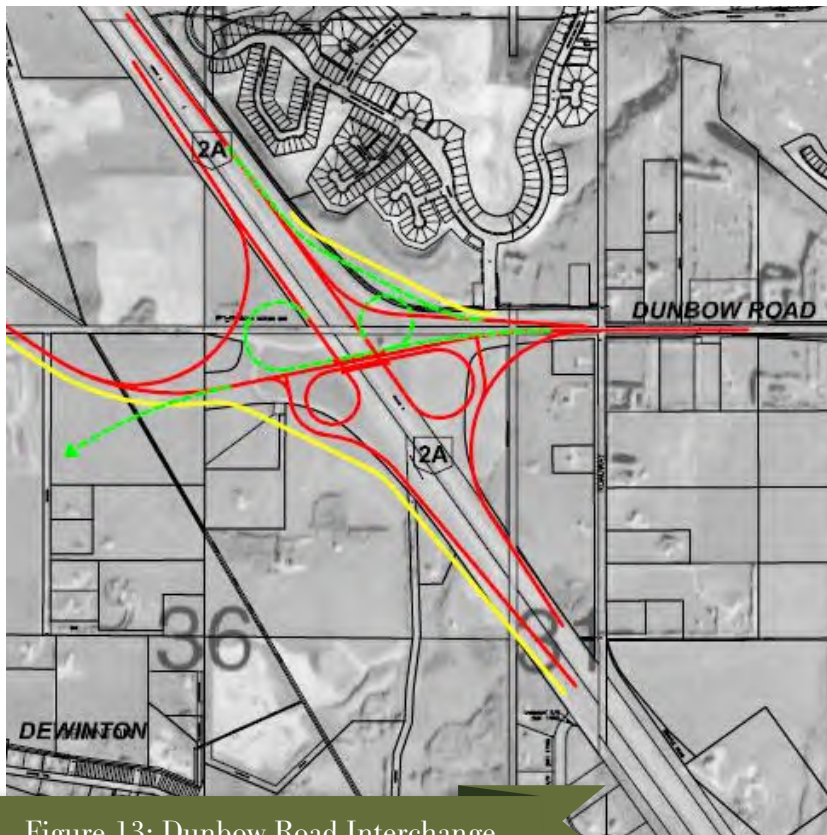 2A
DUNBOW ROAD
2A
36
31
DEWINTON
Figure 13: Dunbow Road Interchange